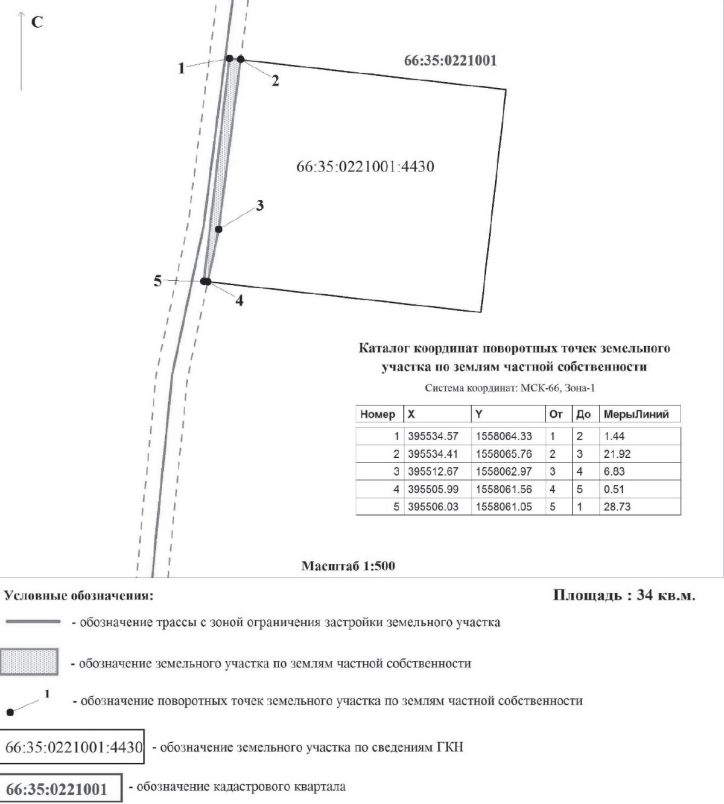 С
1
2
66:35:0221001
66:35:0221001:4430
3
5
4
Каталог координат поворотных точек земельного
участка по землям частной собственности
Система координат: МСК-66, Зона-1
Номер X Y От До МерыЛиний
1 395534.57 1558064.33 1 2 1.44
2 395534.41 1558065.76 2 3 21.92
3 395512.67 1558062.97 3 4 6.83
4 395505.99 1558061.56 4 5 0.51
5 395506.03 1558061.05 5 1 28.73
Масштаб 1:500
Условные обозначения:
Площадь : 34 кв.м.
- обозначение трассы с зоной ограничения застройки земельного участка
- обозначение земельного участка по землям частной собственности
1 - обозначение поворотных точек земельного участка по землям частной собственности
66:35:0221001:4430 - обозначение земельного участка по сведениям ГКН
66:35:0221001 - обозначение кадастрового квартала